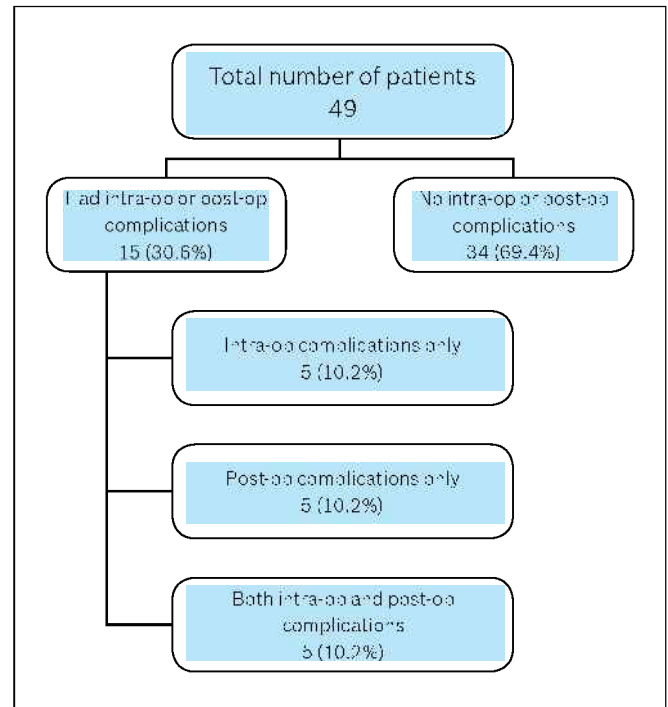 Total number of patients
49
Had intra-op or post-op
complications
15 (30.6%)
No intra-op or post-op
complications
34 (69.4%)
Intra-op complications only
5 (10.2%)
Post-op complications only
5 (10.2%)
Both intra-op and post-op
complications
5 (10.2%)